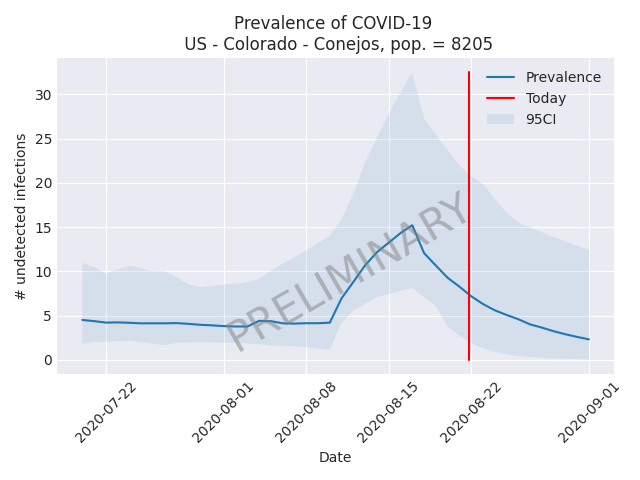 Prevalence of COVID-19
US - Colorado - Conejos, pop. = 8205
# undetected infections
30
25
20
15
10
5
0
Prevalence
Today
95CI
PRELIMINARY
2020-07-22
2020-08-01
2020-08-08
2020-08-15
2020-08-22
2020-09-01
Date